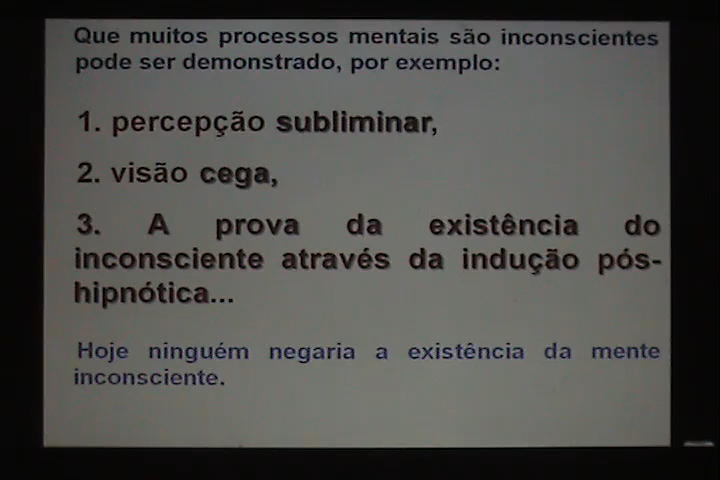 Que muitos processos mentais são inconscientes
pode ser demonstrado, por exemplo:
1. percepção subliminar,
2. visão cega,
3. A prova da existência do
inconsciente através da indução pós-
hipnótica...
Hoje ninguém negaria a existência da mente
inconsciente.